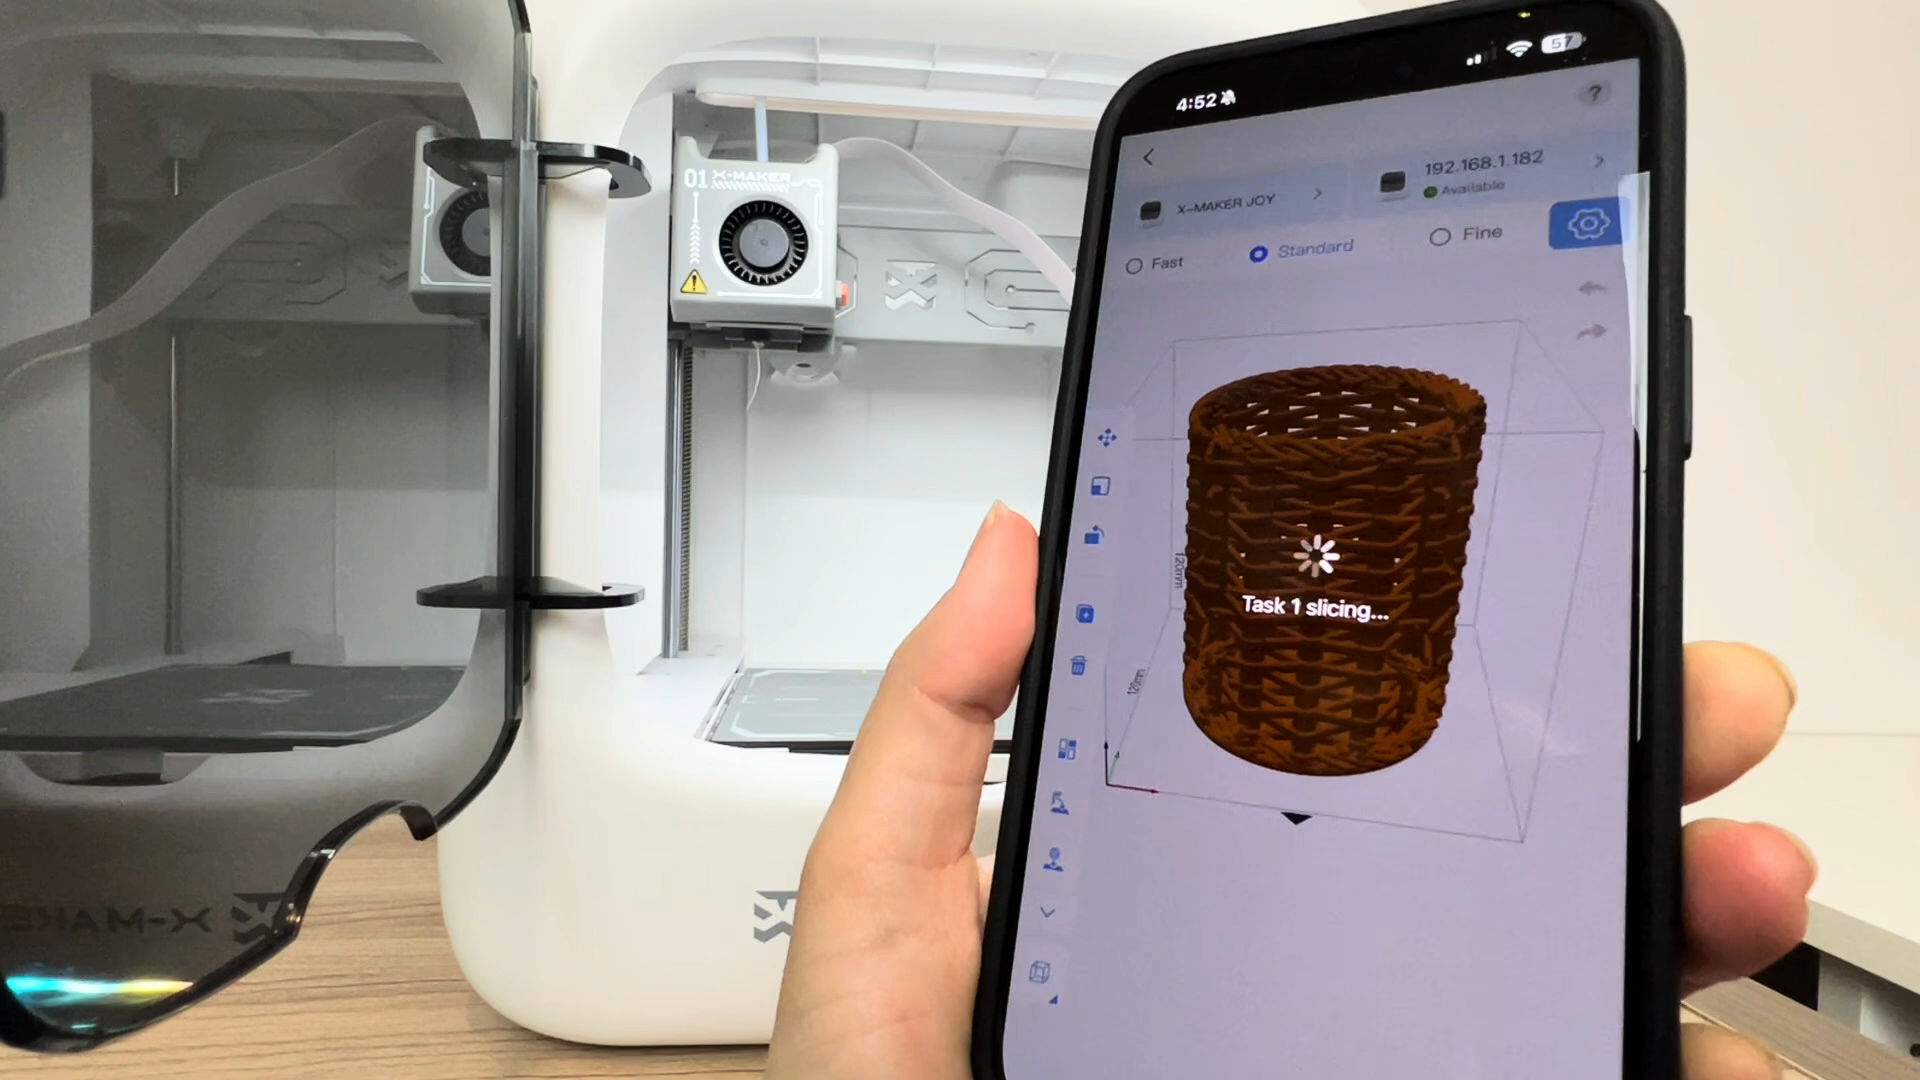 01 X-MAKER
X-MAKER
4:52
57
?
X-MAKER JOY
192.168.1.182
Available
Fast
Standard
Fine
120mm
120mm
Task 1 slicing...